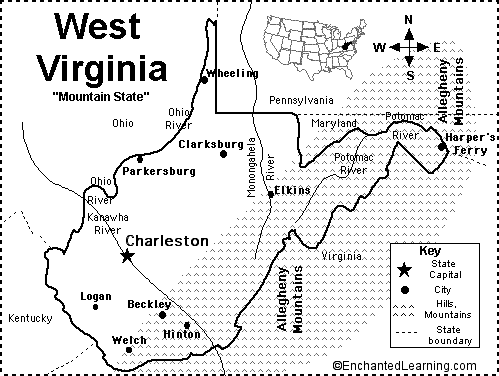 West
Virginia
"Mountain State"
N
W
E
S
Wheeling
Pennsylvania
Ohio
River
Ohio
Maryland
Potomac
River
Allegheny
Mountains
Harper's
Ferry
Clarksburg
Parkersburg
Monongahela
River
Potomac
River
Elkins
Ohio
River
Kanawha
River
Charleston
Virginia
Allegheny
Mountains
Logan
Beckley
Hinton
Welch
Kentucky
Key
State
Capital
City
Hills,
Mountains
State
boundary
©EnchantedLearning.com